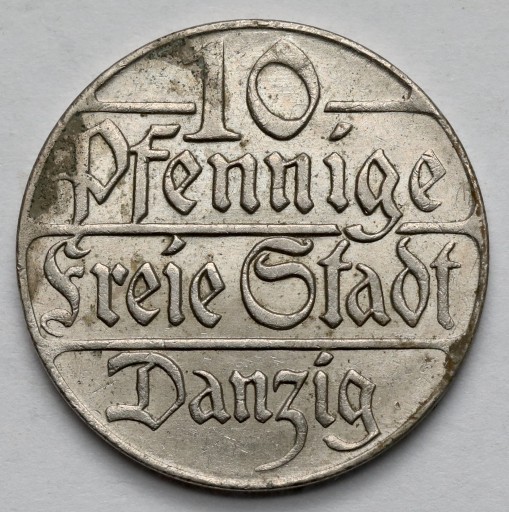 10
Pfennige
Freie Stadt
Danzig